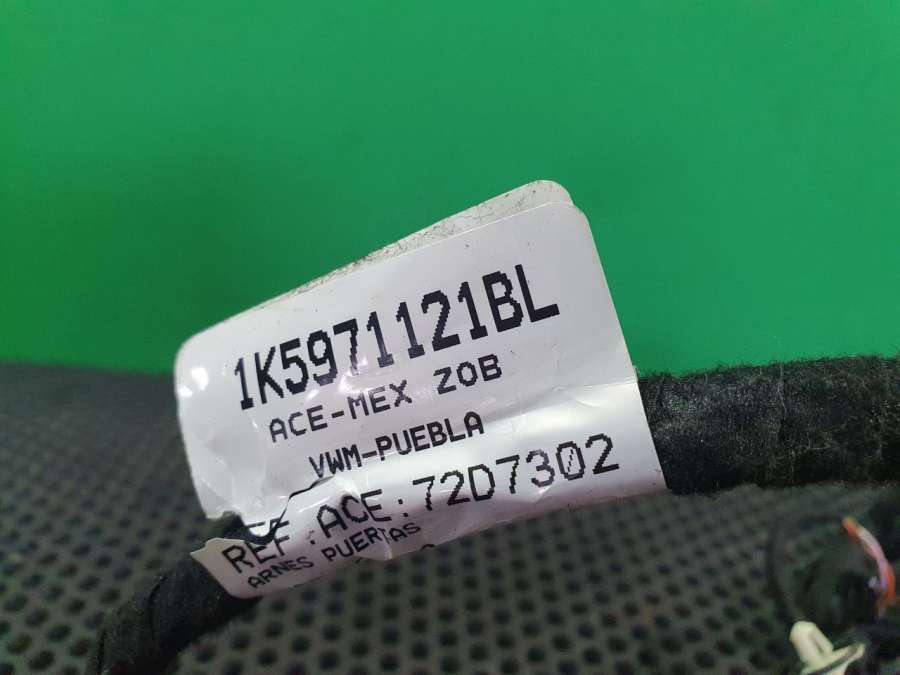 1K5971121BL
ACE-MEX ZOB
VWM-PUEBLA
REF.ACE:72D7302
ARNES PUERTAS